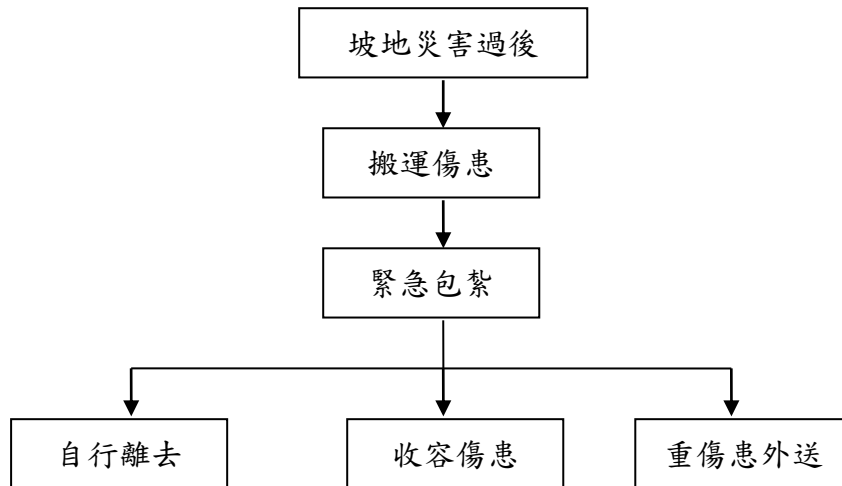 坡地災害過後
搬運傷患
緊急包紮
自行離去
收容傷患
重傷患外送